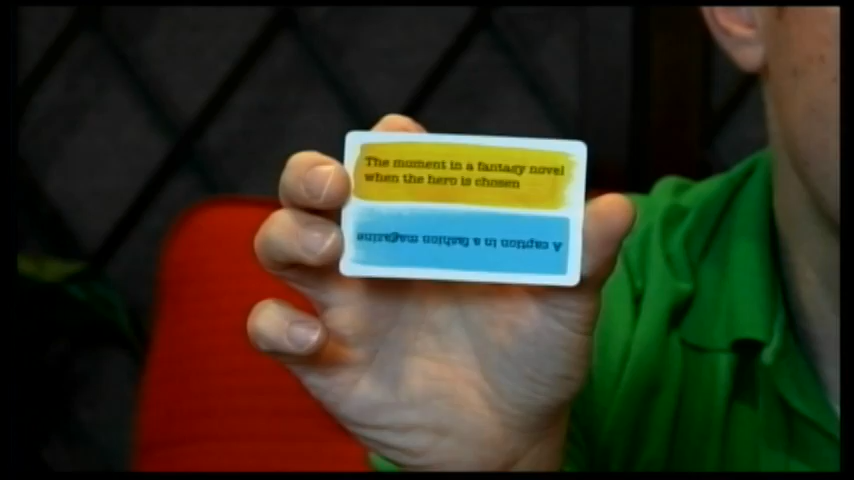 The moment in a fantasy novel
when the hero is chosen
A caption in a fashion magazine